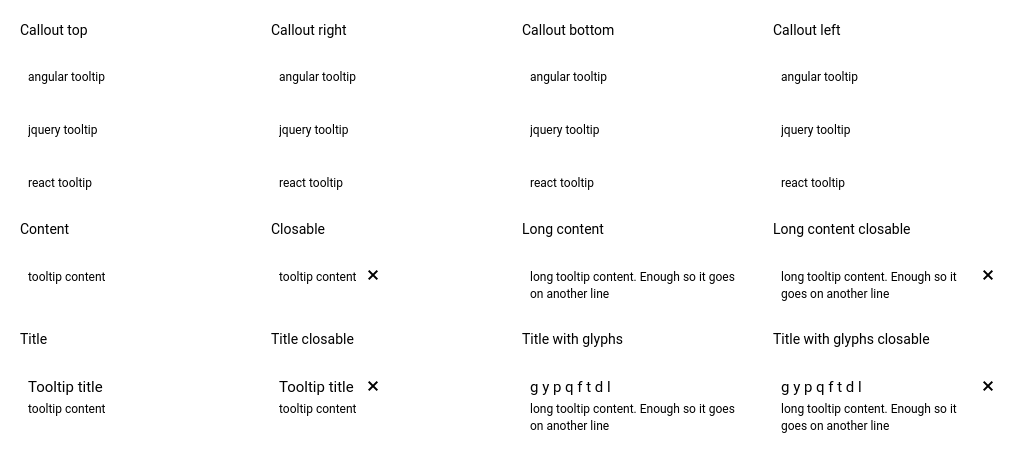 Callout top
Callout right
Callout bottom
Callout left
angular tooltip
angular tooltip
angular tooltip
angular tooltip
jquery tooltip
jquery tooltip
jquery tooltip
jquery tooltip
react tooltip
react tooltip
react tooltip
react tooltip
Content
Closable
Long content
Long content closable
tooltip content
tooltip content ×
long tooltip content. Enough so it goes
on another line
long tooltip content. Enough so it ×
goes on another line
Title
Title closable
Title with glyphs
Title with glyphs closable
Tooltip title
tooltip content
Tooltip title ×
tooltip content
g y p q f t d l
long tooltip content. Enough so it goes
on another line
g y p q f t d l ×
long tooltip content. Enough so it
goes on another line